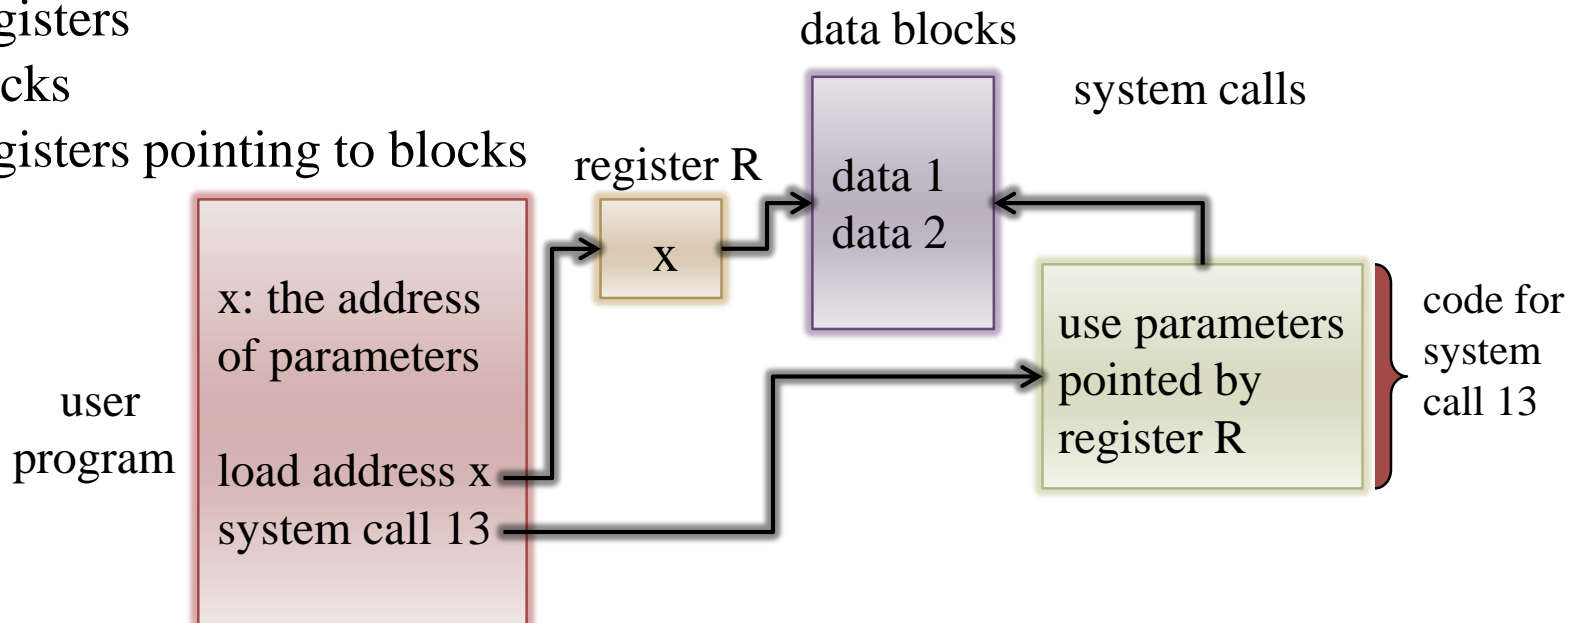 gisters
cks
gisters pointing to blocks
data blocks
system calls
register R
x
data 1
data 2
user
program
x: the address
of parameters
load address x
system call 13
use parameters
pointed by
register R
code for
system
call 13